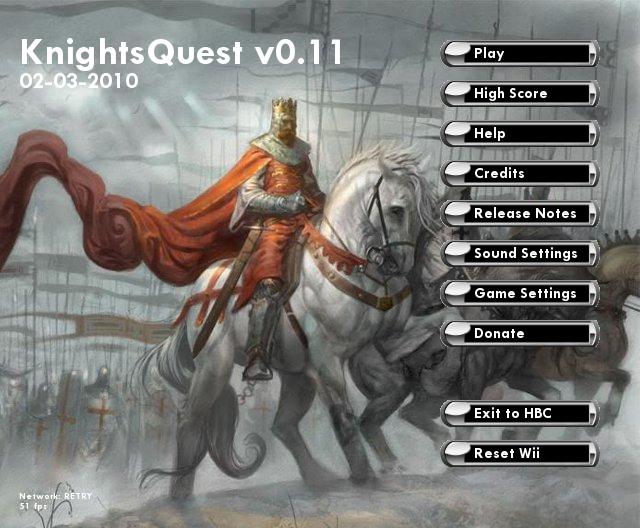 KnightsQuest v0.11
02-03-2010
Play
High Score
Help
Credits
Release Notes
Sound Settings
Game Settings
Donate
Exit to HBC
Reset Wii
Network: RETRY
51 fps